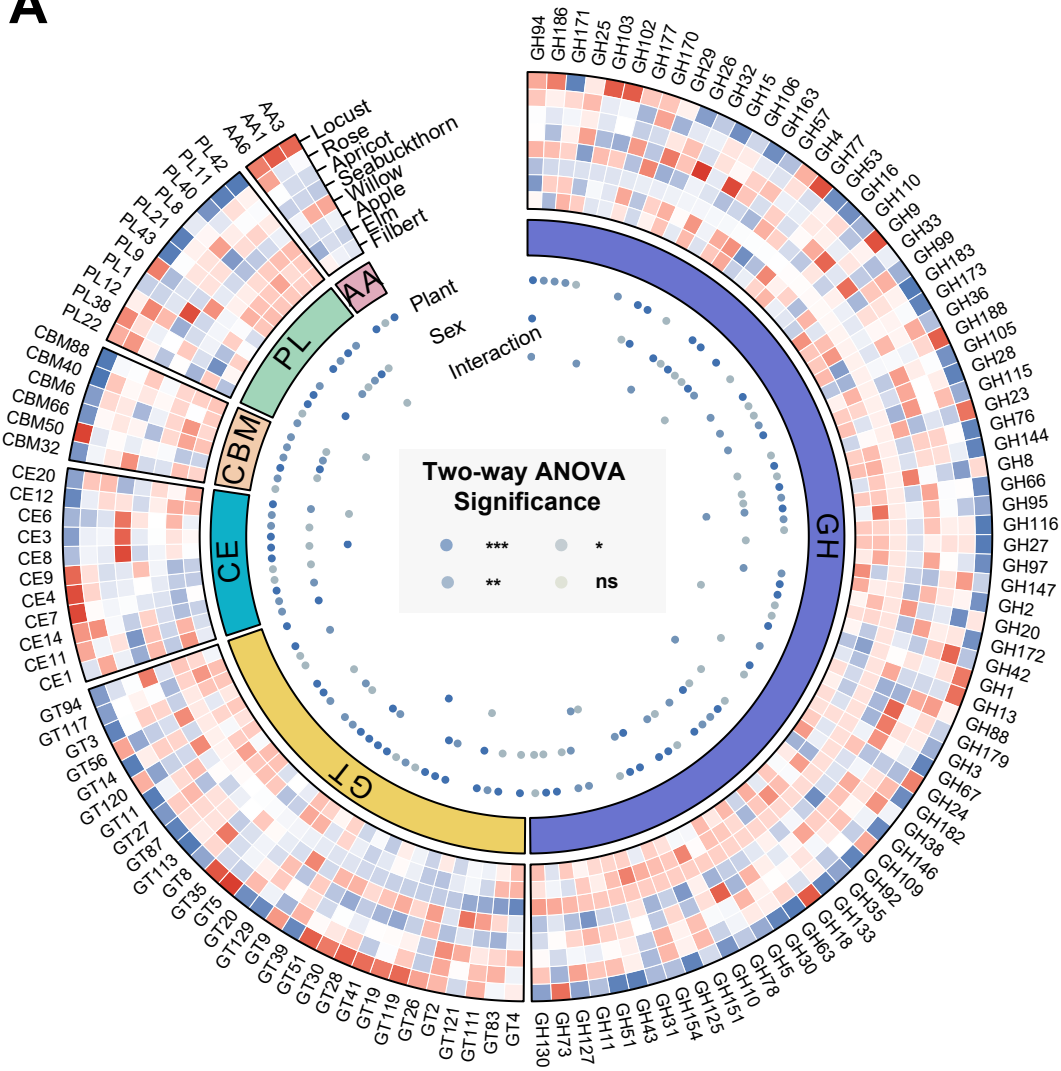 A
GH94
GH186
GH171
GH25
GH103
GH102
GH177
GH170
GH29
GH26
GH32
GH15
GH106
GH163
GH57
GH4
GH77
GH53
GH16
GH110
GH9
GH33
GH99
GH183
GH173
GH36
GH188
GH105
GH28
GH115
GH23
GH76
GH144
GH8
GH66
GH95
GH116
GH27
GH97
GH147
GH2
GH20
GH172
GH42
GH1
GH13
GH88
GH179
GH3
GH67
GH24
GH182
GH38
GH146
GH109
GH92
GH35
GH133
GH18
GH63
GH30
GH5
GH78
GH10
GH151
GH125
GH154
GH31
GH43
GH51
GH11
GH127
GH73
GH130
GT4
GT83
GT111
GT121
GT2
GT26
GT119
GT19
GT41
GT28
GT30
GT51
GT39
GT9
GT129
GT20
GT5
GT35
GT8
GT113
GT87
GT27
GT11
GT120
GT14
GT56
GT3
GT117
GT94
CE1
CE11
CE14
CE7
CE4
CE9
CE8
CE3
CE6
CE12
CE20
CBM32
CBM50
CBM66
CBM6
CBM40
CBM88
PL22
PL38
PL12
PL1
PL9
PL43
PL21
PL8
PL40
PL11
PL42
AA6
AA1
AA3
Locust
Rose
Apricot
Seabuckthorn
Willow
Apple
Elm
Filbert
AA
PL
CBM
CE
GT
GH
Plant
Sex
Interaction
Two-way ANOVA
Significance
*** *
** ns